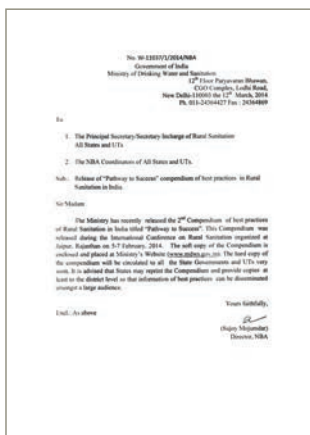 No. W-11037/1/2014/NBA
Government of India
Ministry of Drinking Water and Sanitation
12th Floor Paryavaran Bhawan,
CGO Complex, Lodhi Road,
New Delhi-110003 the 12th March, 2014
Ph. 011-24364427 Fax : 24364869
To
1. The Principal Secretary/Secretary Incharge of Rural Sanitation
All States and UTs
2. The NBA Coordinators of All States and UTs.
Sub: Release of "Pathway to Success" compendium of best practices in Rural
Sanitation in India
Sir/Madam
The Ministry has recently released the 2nd Compendium of best practices
of Rural Sanitation in India titled "Pathway to Success". This Compendium was
released during the International Conference on Rural Sanitation organized at
Jaipur, Rajasthan on 5-7 February, 2014. The soft copy of the Compendium is
enclosed and placed at Ministry's Website (www.mdws.gov.in). The hard copy of
the compendium will be circulated to all the State Governments and UTs very
soon. It is advised that States may reprint the Compendium and provide copies at
least to the district level so that information of best practices can be disseminated
amongst a large audience.
Yours faithfully,
Encl: As above
(Sujoy Mojumdar)
Director, NBA